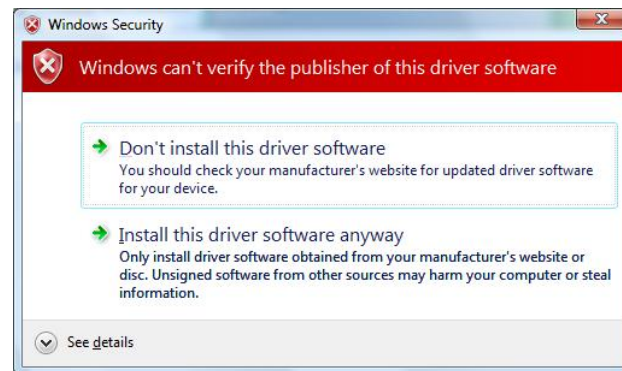 Windows Security
Windows can't verify the publisher of this driver software
Don't install this driver software
You should check your manufacturer's website for updated driver software
for your device.
Install this driver software anyway
Only install driver software obtained from your manufacturer's website or
disc. Unsigned software from other sources may harm your computer or steal
information.
See details